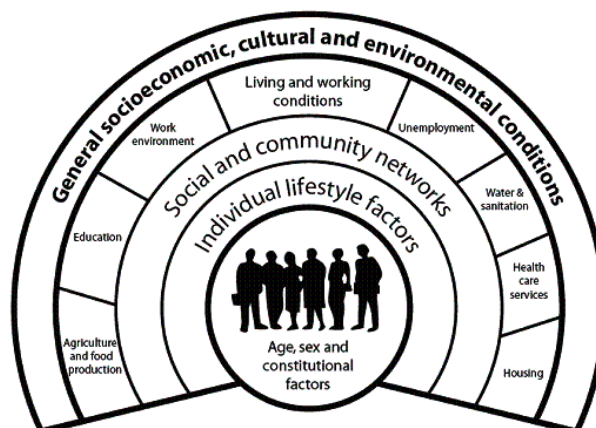 General socioeconomic, cultural and environmental conditions
Living and working
conditions
Work
environment
Unemployment
Education
Water &
sanitation
Agriculture
and food
production
Health
care
services
Housing
Social and community networks
Individual lifestyle factors
Age, sex and
constitutional
factors